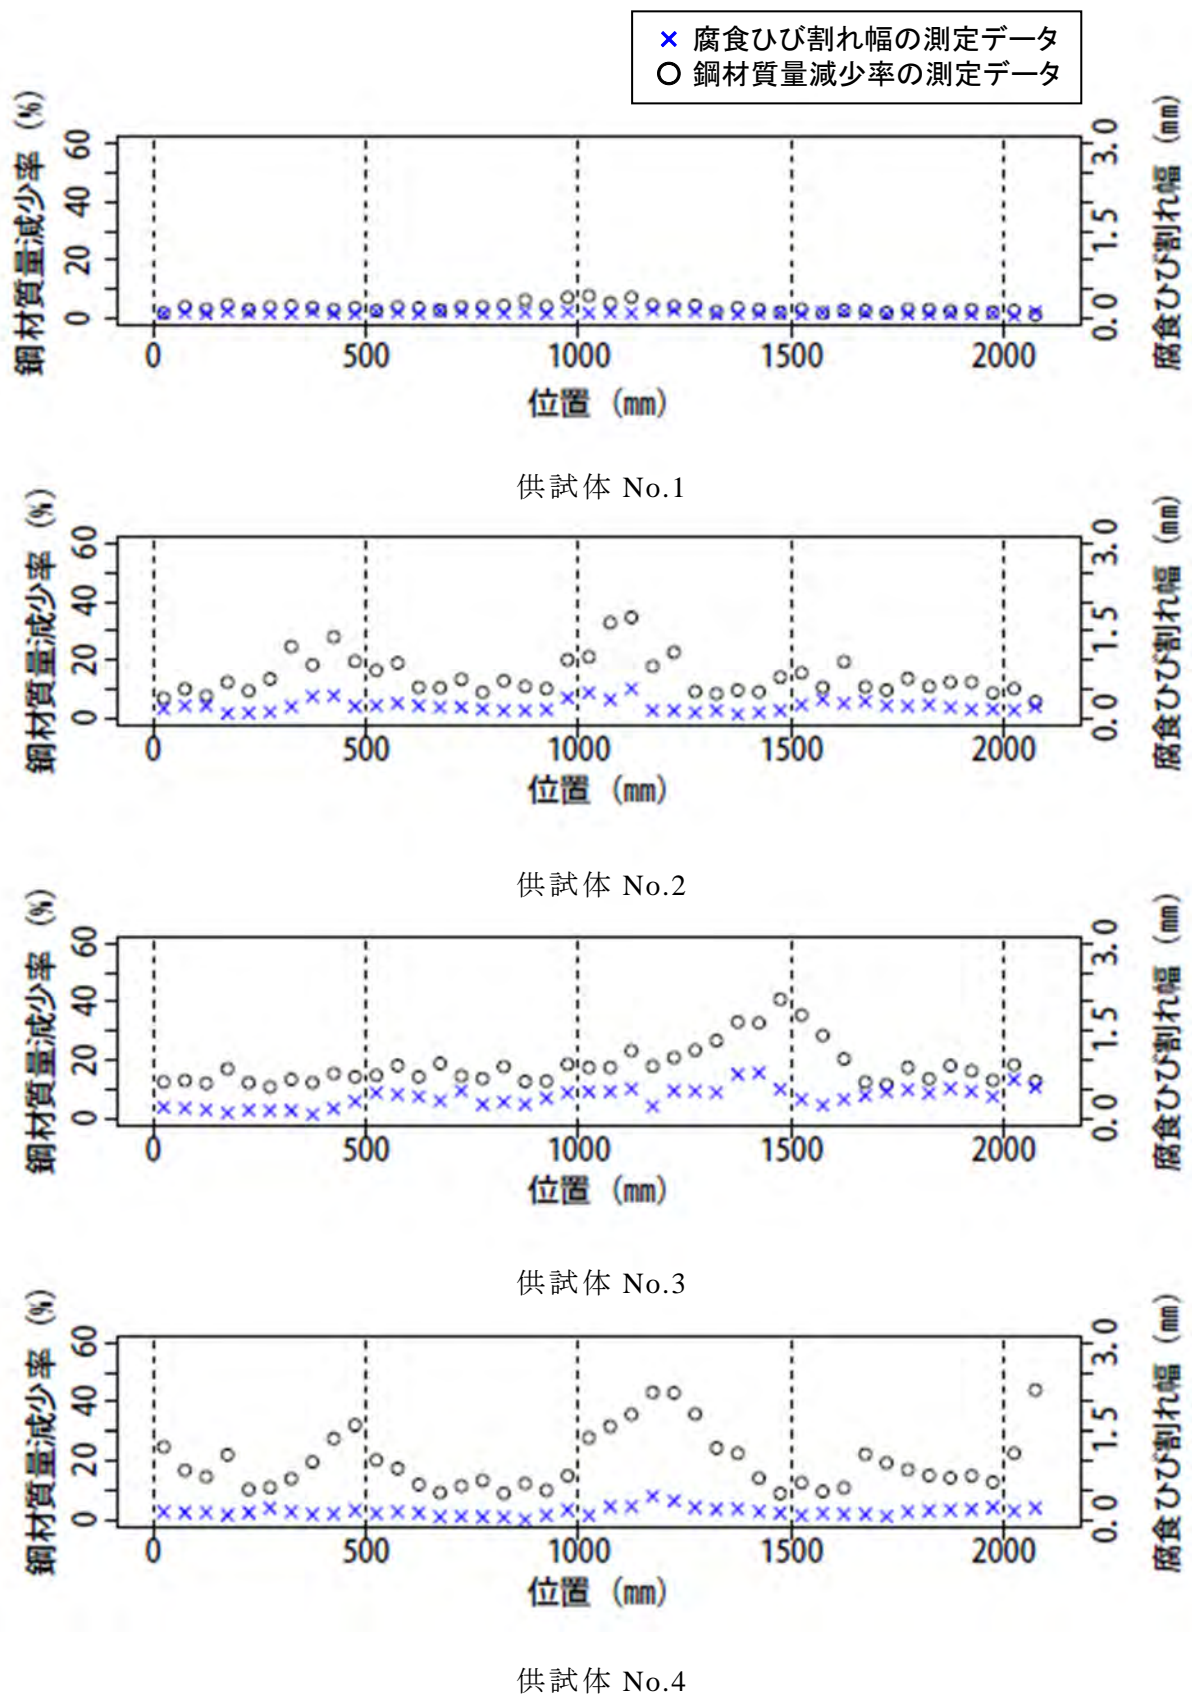 × 腐食ひび割れ幅の測定データ
○ 鋼材質量減少率の測定データ
鋼材質量減少率 (%)
60
40
20
0
3.0
1.5
0.0
腐食ひび割れ幅 (㎜)
0 500 1000 1500 2000
位置 (㎜)
供試体 No.1
鋼材質量減少率 (%)
60
40
20
0
3.0
1.5
0.0
腐食ひび割れ幅 (㎜)
0 500 1000 1500 2000
位置 (㎜)
供試体 No.2
鋼材質量減少率 (%)
60
40
20
0
3.0
1.5
0.0
腐食ひび割れ幅 (㎜)
0 500 1000 1500 2000
位置 (㎜)
供試体 No.3
鋼材質量減少率 (%)
60
40
20
0
3.0
1.5
0.0
腐食ひび割れ幅 (㎜)
0 500 1000 1500 2000
位置 (㎜)
供試体 No.4